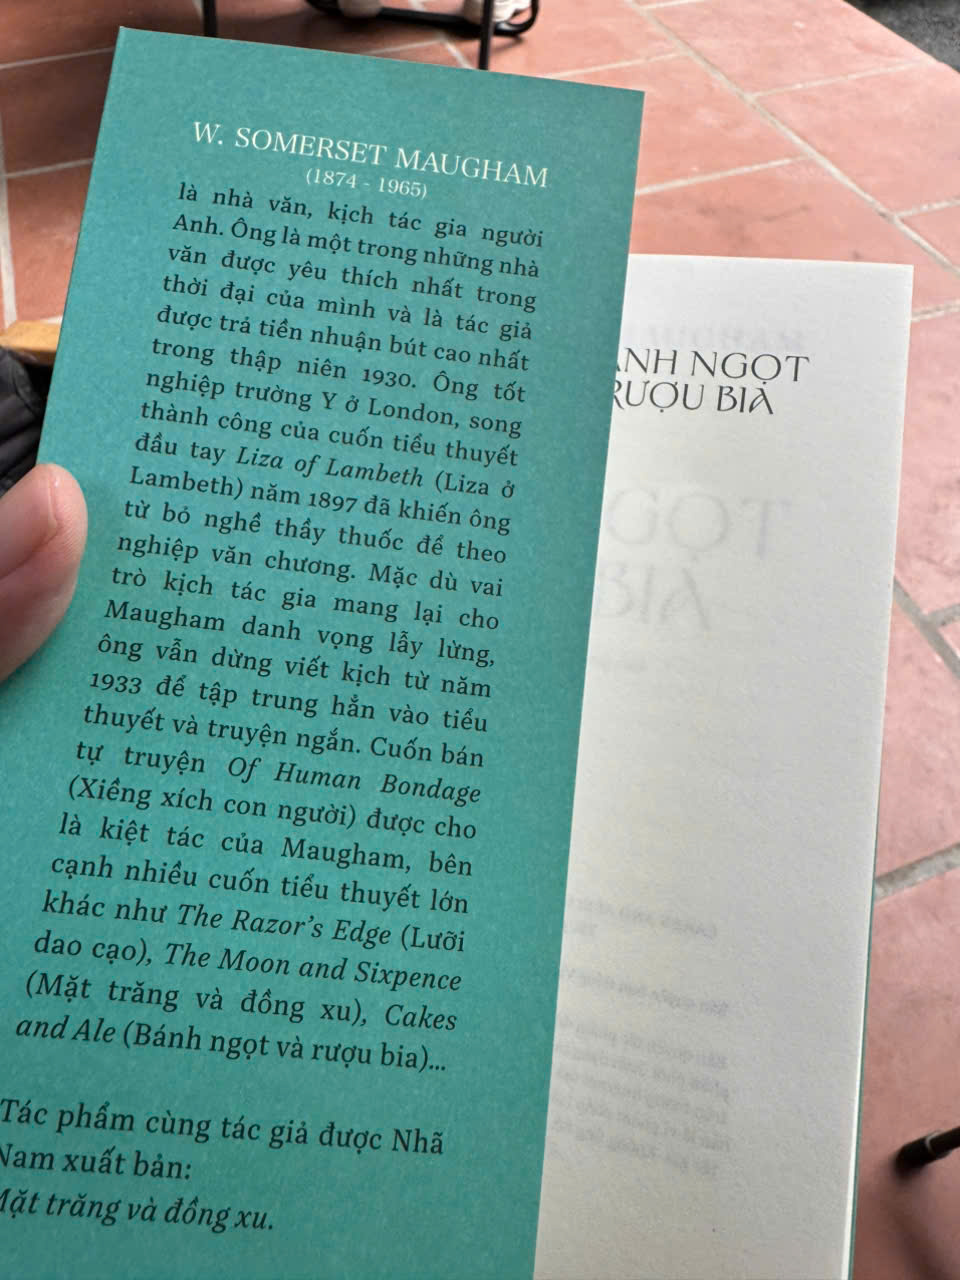 W. SOMERSET MAUGHAM
(1874 - 1965)
là nhà văn, kịch tác gia người
Anh. Ông là một trong những nhà
văn được yêu thích nhất trong
thời đại của mình và là tác giả
được trả tiền nhuận bút cao nhất
trong thập niên 1930. Ông tốt
nghiệp trường Y ở London, song
thành công của cuốn tiểu thuyết
đầu tay Liza of Lambeth (Liza ở
Lambeth) năm 1897 đã khiến ông
từ bỏ nghề thầy thuốc để theo
nghiệp văn chương. Mặc dù vai
trò kịch tác gia mang lại cho
Maugham danh vọng lẫy lừng,
ông vẫn dừng viết kịch từ năm
1933 để tập trung hẳn vào tiểu
thuyết và truyện ngắn. Cuốn bán
tự truyện Of Human Bondage
(Xiềng xích con người) được cho
là kiệt tác của Maugham, bên
cạnh nhiều cuốn tiểu thuyết lớn
khác như The Razor's Edge (Lưỡi
dao cạo), The Moon and Sixpence
(Mặt trăng và đồng xu), Cakes
and Ale (Bánh ngọt và rượu bia)...
Tác phẩm cùng tác giả được Nhã
Nam xuất bản:
Mặt trăng và đồng xu.
ANH NGỌT
RƯỢU BIA